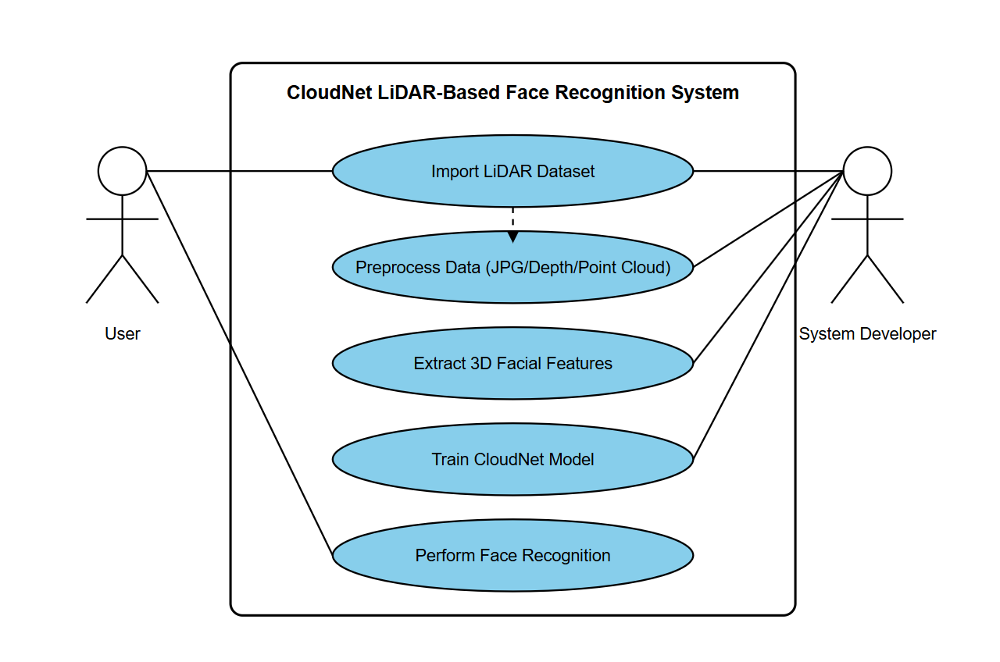 CloudNet LiDAR-Based Face Recognition System
Import LiDAR Dataset
Preprocess Data (JPG/Depth/Point Cloud)
User
System Developer
Extract 3D Facial Features
Train CloudNet Model
Perform Face Recognition